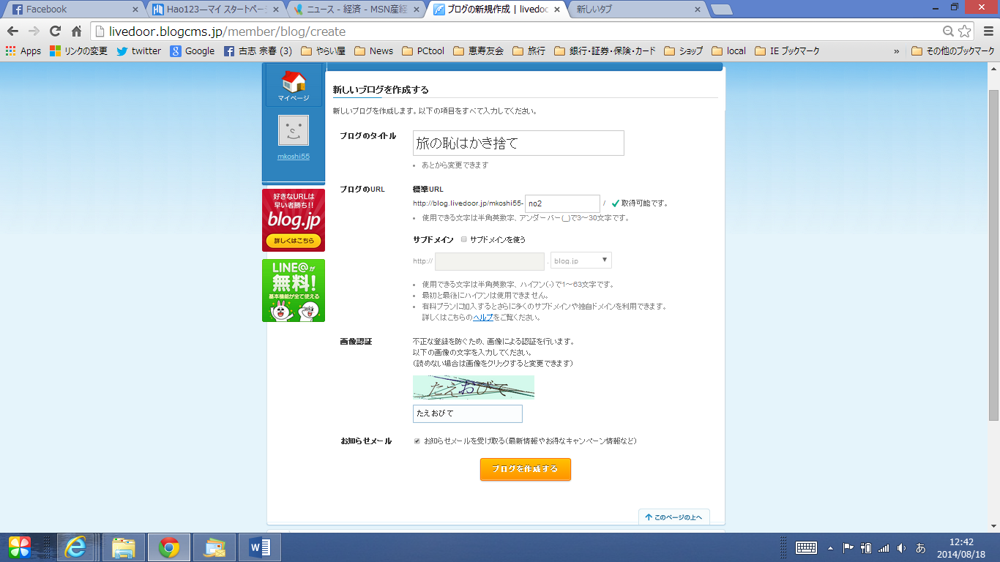 Facebook
Hao123—マイ スタートペー
ニュース - 経済 - MSN産経
ブログの新規作成 | livedoo
新しいタブ
livedoor.blogcms.jp/member/blog/create
Apps
リンクの変更
twitter
Google
古志 宗春 (3)
やらい屋
News
PCtool
恵寿友会
旅行
銀行・証券・保険・カード
ショップ
local
IE ブックマーク
»
その他のブックマーク
マイページ
mkoshi55
好きなURLは
早い者勝ち!!
blog.jp
詳しくはこちら
LINE@が
無料!
基本機能が全て使える
新しいブログを作成する
新しいブログを作成します。以下の項目をすべて入力してください。
ブログのタイトル
旅の恥はかき捨て
• あとから変更できます
ブログのURL
標準URL
http://blog.livedoor.jp/mkoshi55- no2 / 取得可能です。
• 使用できる文字は半角英数字、アンダーバー(_)で3～30文字です。
サブドメイン サブドメインを使う
http:// . blog.jp
• 使用できる文字は半角英数字、ハイフン(-)で1～63文字です。
• 最初と最後にハイフンは使用できません。
• 有料プランに加入するとさらに多くのサブドメインや独自ドメインを利用できます。
詳しくはこちらのヘルプをご覧ください。
画像認証
不正な登録を防ぐため、画像による認証を行います。
以下の画像の文字を入力してください。
(読めない場合は画像をクリックすると変更できます)
たえおびて
たえおびて
お知らせメール
お知らせメールを受け取る(最新情報やお得なキャンペーン情報など)
ブログを作成する
このページの上へ
あ
12:42
2014/08/18